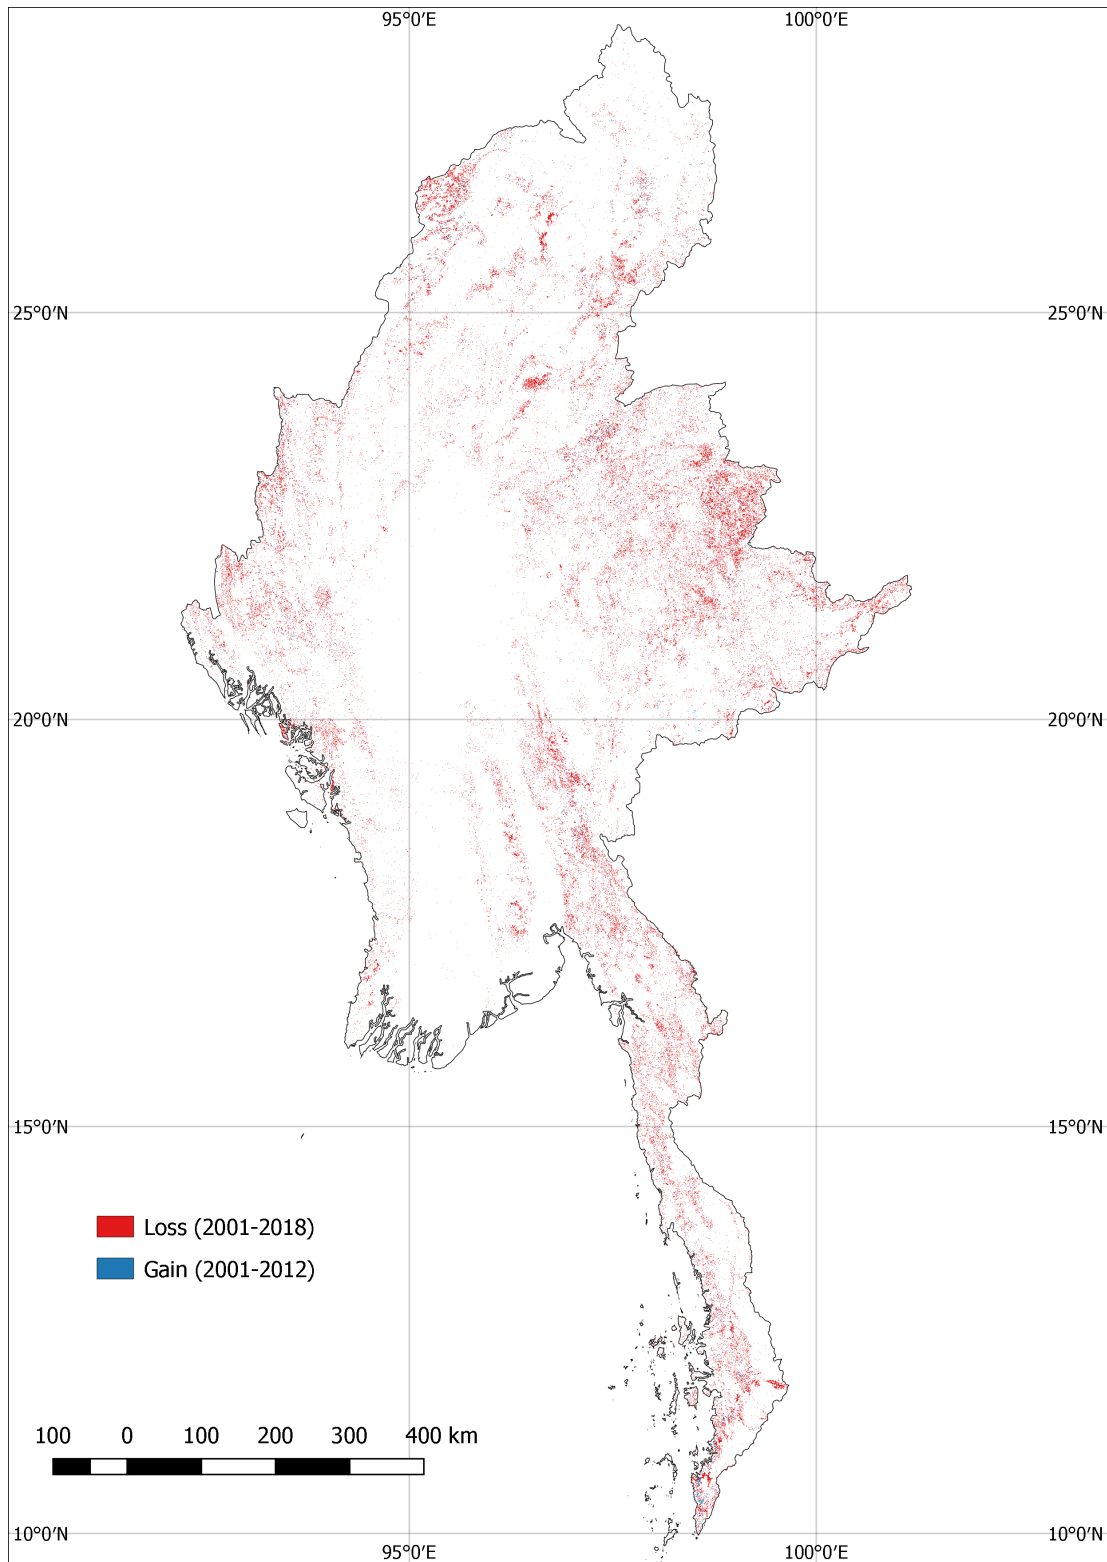 95°0′E 100°0′E
25°0′N 25°0′N
20°0′N 20°0′N
15°0′N 15°0′N
Loss (2001-2018)
Gain (2001-2012)
100 0 100 200 300 400 km
10°0′N 10°0′N
95°0′E 100°0′E